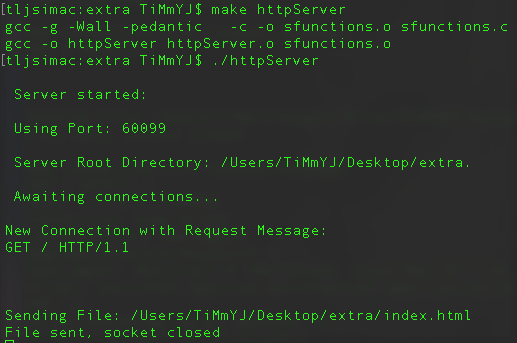 [tljsimac:extra TiMmYJ$ make httpServer
gcc -g -Wall -pedantic   -c -o sfunctions.o sfunctions.c
gcc -o httpServer httpServer.o sfunctions.o
[tljsimac:extra TiMmYJ$ ./httpServer
Server started:
Using Port: 60099
Server Root Directory: /Users/TiMmYJ/Desktop/extra.
Awaiting connections...
New Connection with Request Message:
GET / HTTP/1.1
Sending File: /Users/TiMmYJ/Desktop/extra/index.html
File sent, socket closed